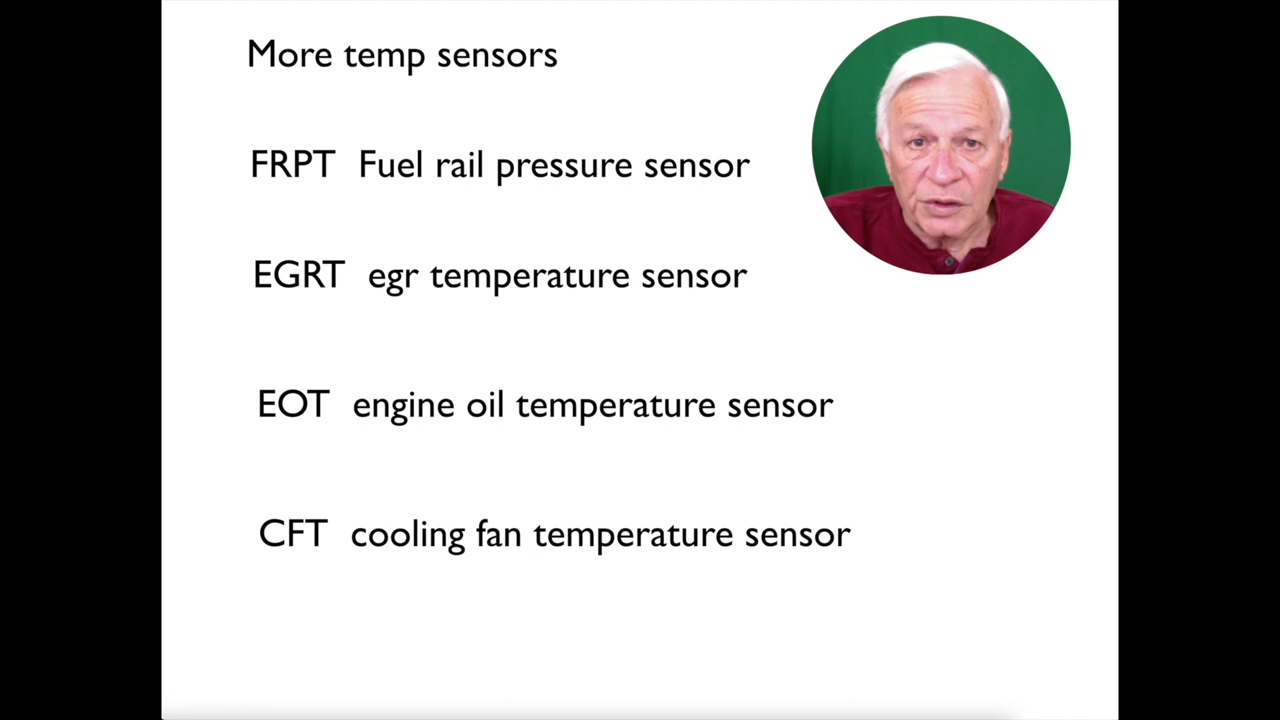 More temp sensors
FRPT Fuel rail pressure sensor
EGRT egr temperature sensor
EOT engine oil temperature sensor
CFT cooling fan temperature sensor